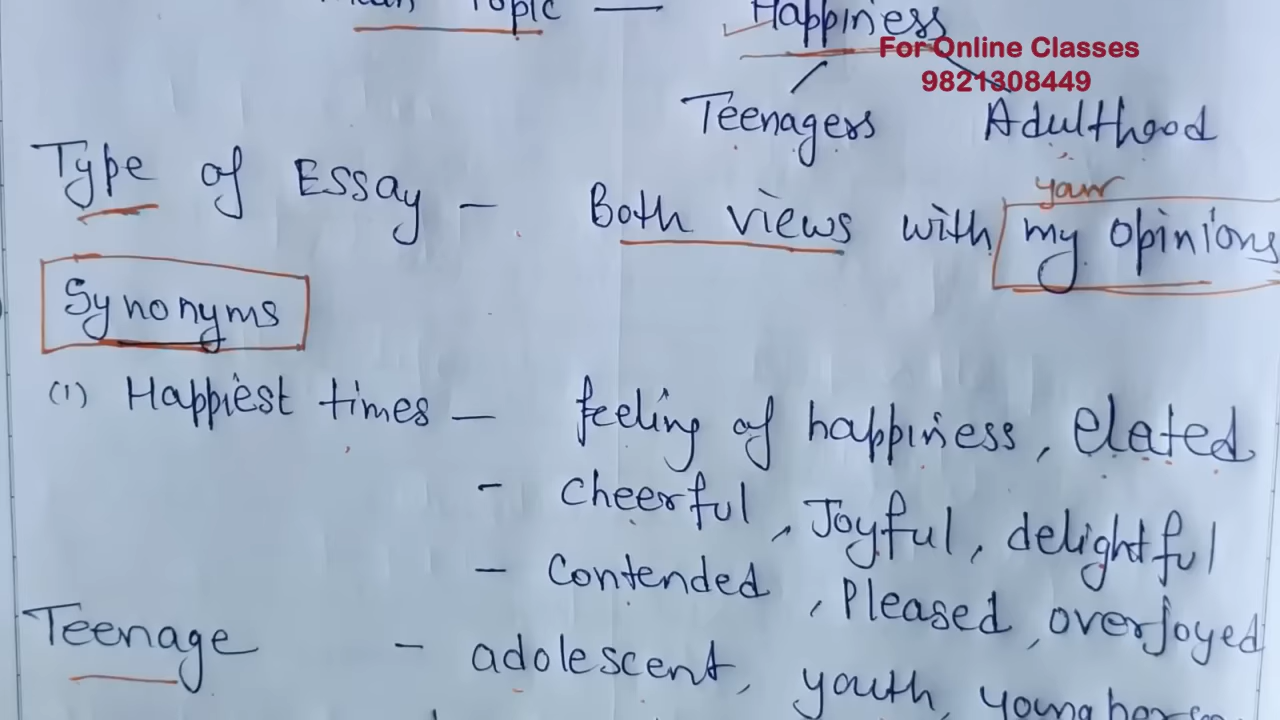 Topic — Happiness
For Online Classes
9821308449
Teenagers Adulthood
your
Type of Essay - Both views with my opinions
Synonyms
(1) Happiest times - feeling of happiness, elated
- cheerful, Joyful, delightful
- contended, Pleased, overjoyed
Teenage - adolescent, youth,